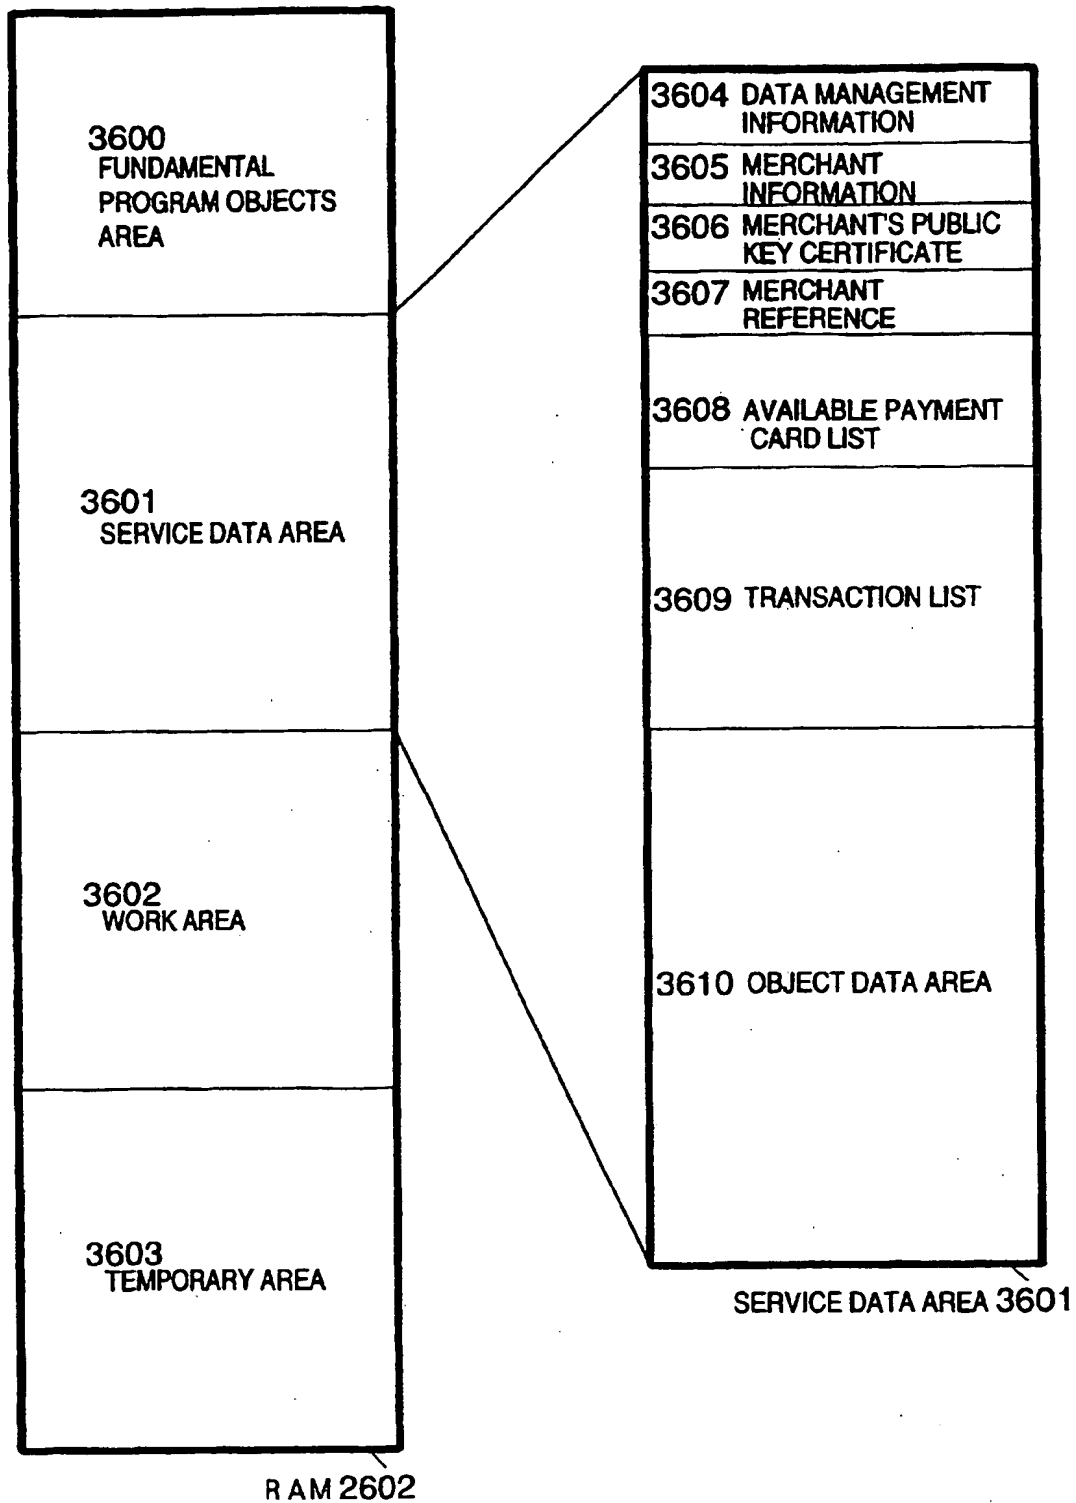 3600
FUNDAMENTAL
PROGRAM OBJECTS
AREA
3601
SERVICE DATA AREA
3602
WORK AREA
3603
TEMPORARY AREA
RAM 2602
3604 DATA MANAGEMENT
INFORMATION
3605 MERCHANT
INFORMATION
3606 MERCHANT'S PUBLIC
KEY CERTIFICATE
3607 MERCHANT
REFERENCE
3608 AVAILABLE PAYMENT
CARD LIST
3609 TRANSACTION LIST
3610 OBJECT DATA AREA
SERVICE DATA AREA 3601